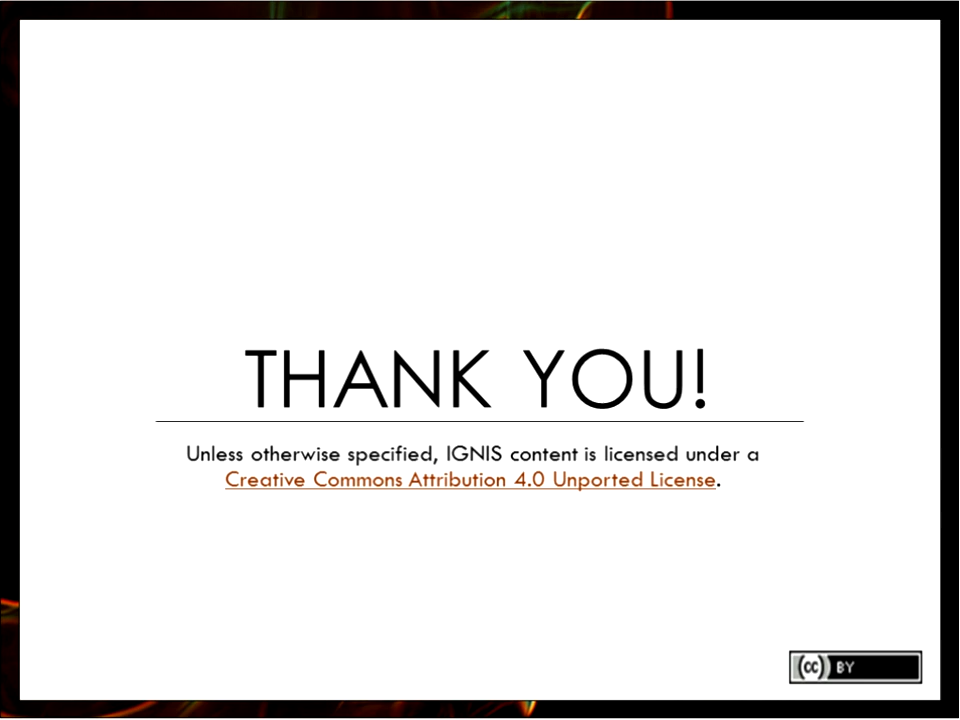 THANK YOU!
Unless otherwise specified, IGNIS content is licensed under a
Creative Commons Attribution 4.0 Unported License.
cc BY